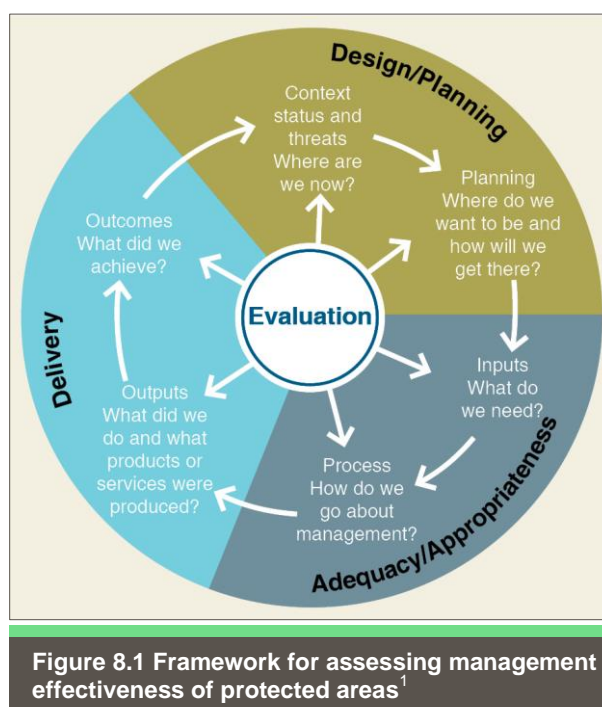 Design/Planning
Context
status and
threats
Where are
we now?
Planning
Where do we
want to be and
how will we
get there?
Inputs
What do
we need?
Adequacy/Appropriateness
Process
How do we
go about
management?
Outputs
What did we
do and what
products or
services were
produced?
Delivery
Outcomes
What did we
achieve?
Evaluation
Figure 8.1 Framework for assessing management
effectiveness of protected areas¹